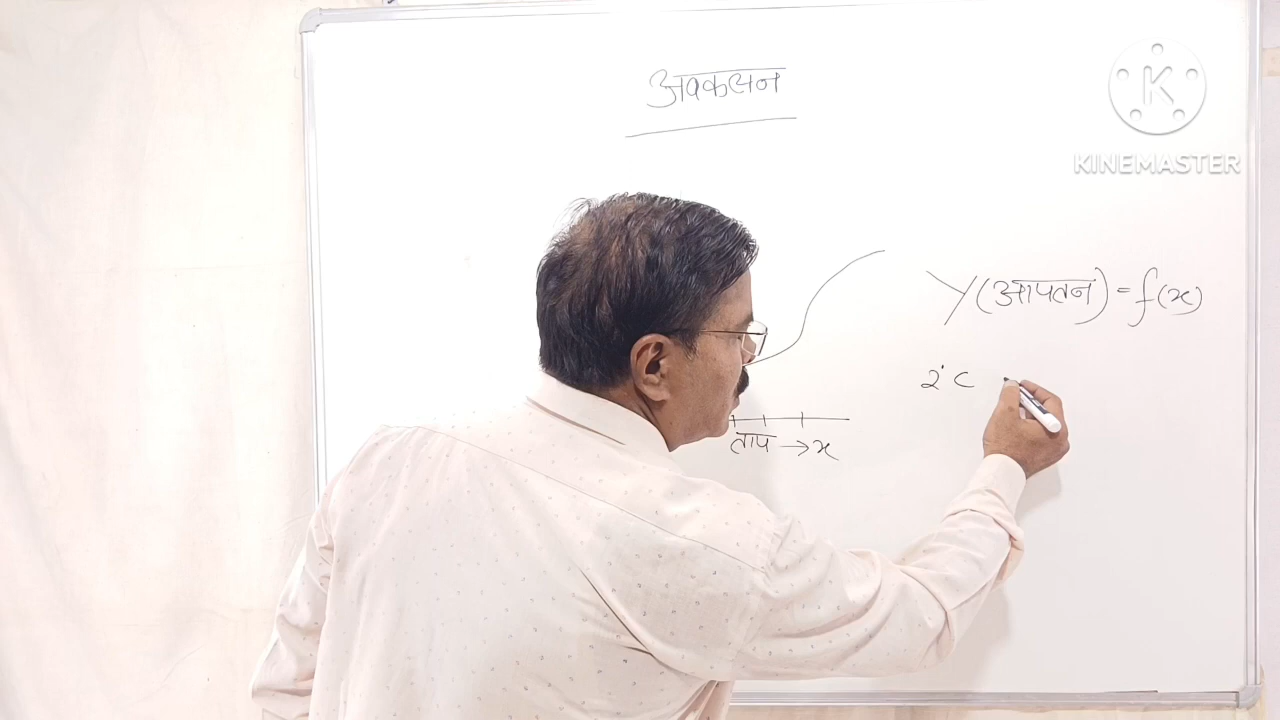 अवकलन
Y(आपतन) = f(x)
2°C
ताप → x
KINEMASTER